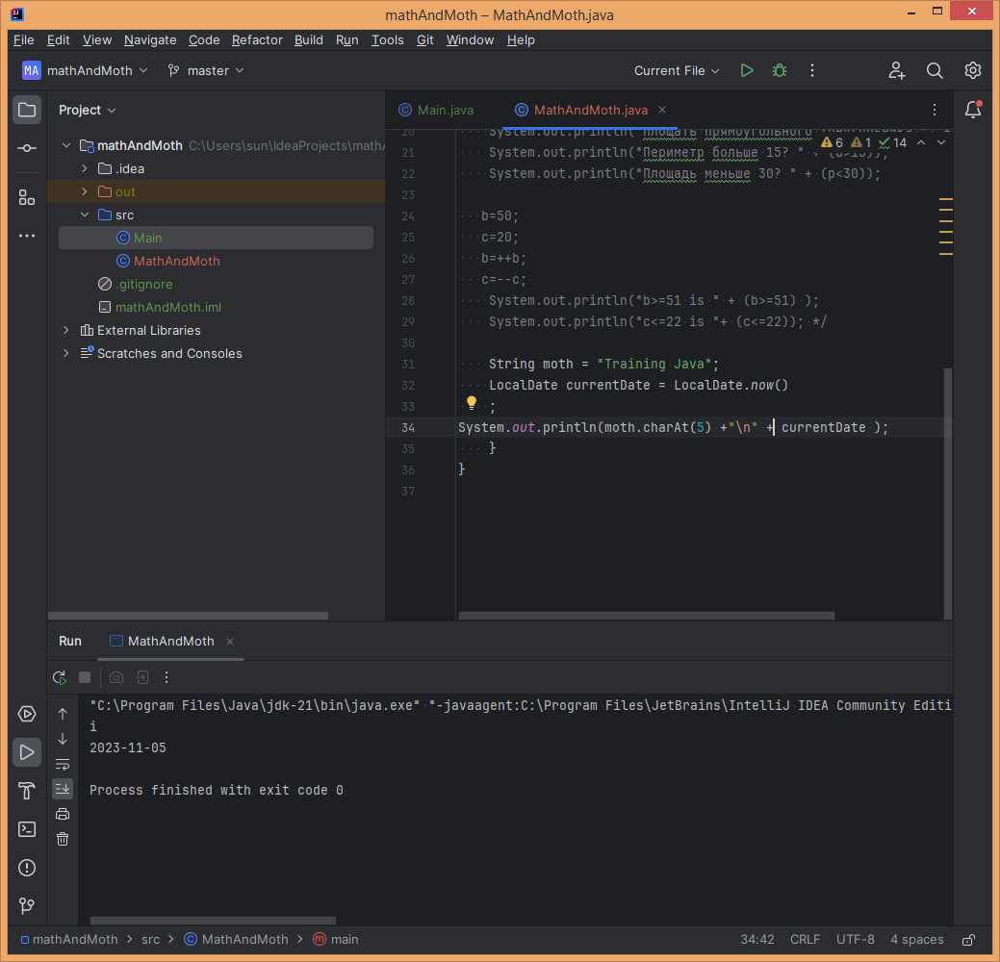 mathAndMoth – MathAndMoth.java
File Edit View Navigate Code Refactor Build Run Tools Git Window Help
MA mathAndMoth master Current File
Project
Main.java MathAndMoth.java
mathAndMoth C:\Users\sun\IdeaProjects\math
.idea
out
src
Main
MathAndMoth
.gitignore
mathAndMoth.iml
External Libraries
Scratches and Consoles
6 1 14
20 System.out.println("Площать прямоугольного
21 System.out.println("Периметр больше 15? " +
22 System.out.println("Площадь меньше 30? " + (p<30));
23
24 b=50;
25 c=20;
26 b=++b;
27 c=--c;
28 System.out.println("b>=51 is " + (b>=51) );
29 System.out.println("c<=22 is "+ (c<=22)); */
30
31 String moth = "Training Java";
32 LocalDate currentDate = LocalDate.now()
33 ;
34 System.out.println(moth.charAt(5) +"\n" + currentDate );
35 }
36 }
37
Run MathAndMoth
"C:\Program Files\Java\jdk-21\bin\java.exe" "-javaagent:C:\Program Files\JetBrains\IntelliJ IDEA Community Editi
i
2023-11-05
Process finished with exit code 0
mathAndMoth > src > MathAndMoth > m main 34:42 CRLF UTF-8 4 spaces